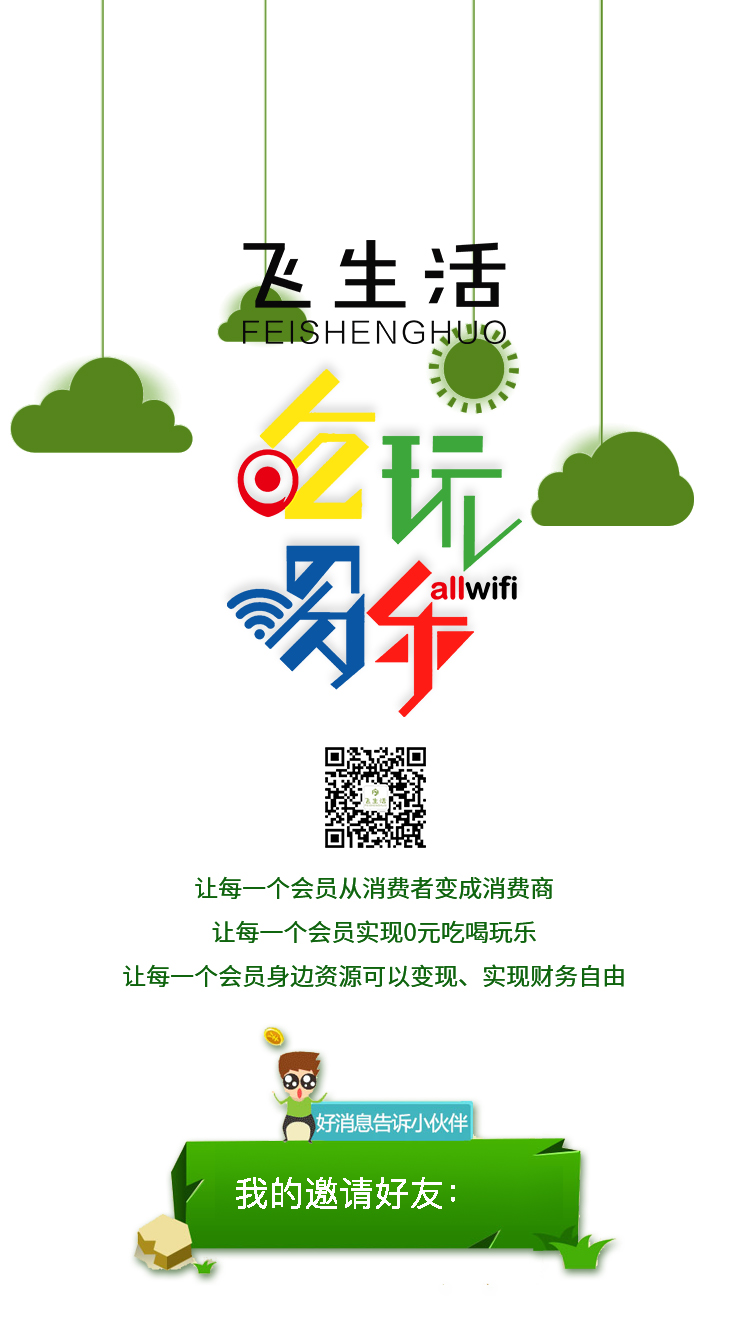 飞生活
FEISHENGHUO
吃玩
喝乐
allwifi
飞生活
让每一个会员从消费者变成消费商
让每一个会员实现0元吃喝玩乐
让每一个会员身边资源可以变现、实现财务自由
好消息告诉小伙伴
我的邀请好友：